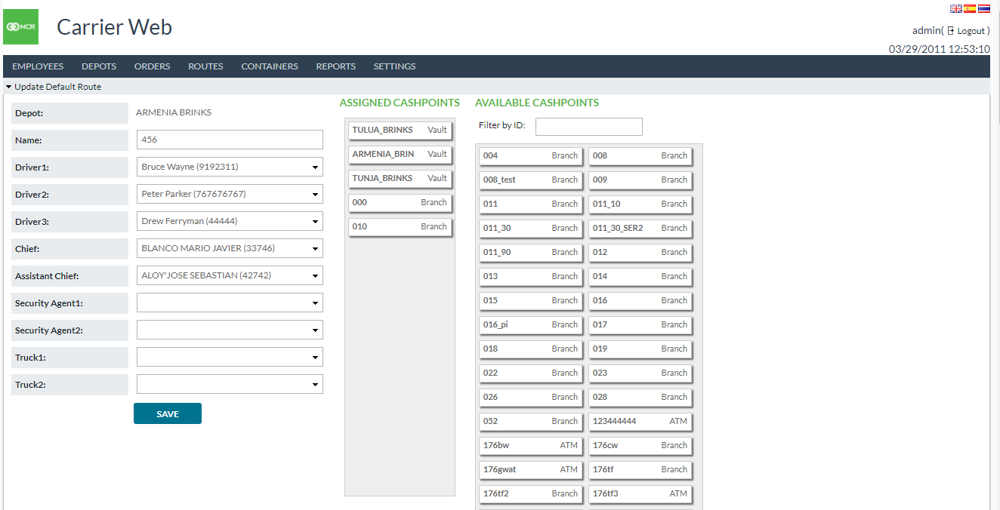 NCR
Carrier Web
admin( Logout )
03/29/2011 12:53:10
EMPLOYEES DEPOTS ORDERS ROUTES CONTAINERS REPORTS SETTINGS
Update Default Route
Depot: ARMENIA BRINKS
Name: 456
Driver1: Bruce Wayne (9192311)
Driver2: Peter Parker (767676767)
Driver3: Drew Ferryman (44444)
Chief: BLANCO MARIO JAVIER (33746)
Assistant Chief: ALOY'JOSE SEBASTIAN (42742)
Security Agent1:
Security Agent2:
Truck1:
Truck2:
SAVE
ASSIGNED CASHPOINTS
TULUA_BRINKS Vault
ARMENIA_BRIN Vault
TUNJA_BRINKS Vault
000 Branch
010 Branch
AVAILABLE CASHPOINTS
Filter by ID:
004 Branch 008 Branch
008_test Branch 009 Branch
011 Branch 011_10 Branch
011_30 Branch 011_30_SER2 Branch
011_90 Branch 012 Branch
013 Branch 014 Branch
015 Branch 016 Branch
016_pi Branch 017 Branch
018 Branch 019 Branch
022 Branch 023 Branch
026 Branch 028 Branch
052 Branch 123444444 ATM
176bw ATM 176cw Branch
176gwat ATM 176tf Branch
176tf2 Branch 176tf3 ATM